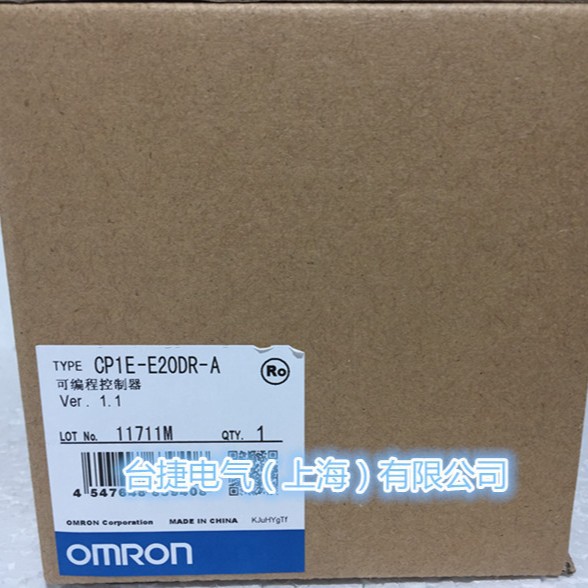 TYPE CP1E-E20DR-A
Ro
可编程控制器
Ver. 1.1
LOT No. 11711M QTY. 1
台捷电气(上海)有限公司
OMRON Corporation MADE IN CHINA KJuHYgTf
OMRON